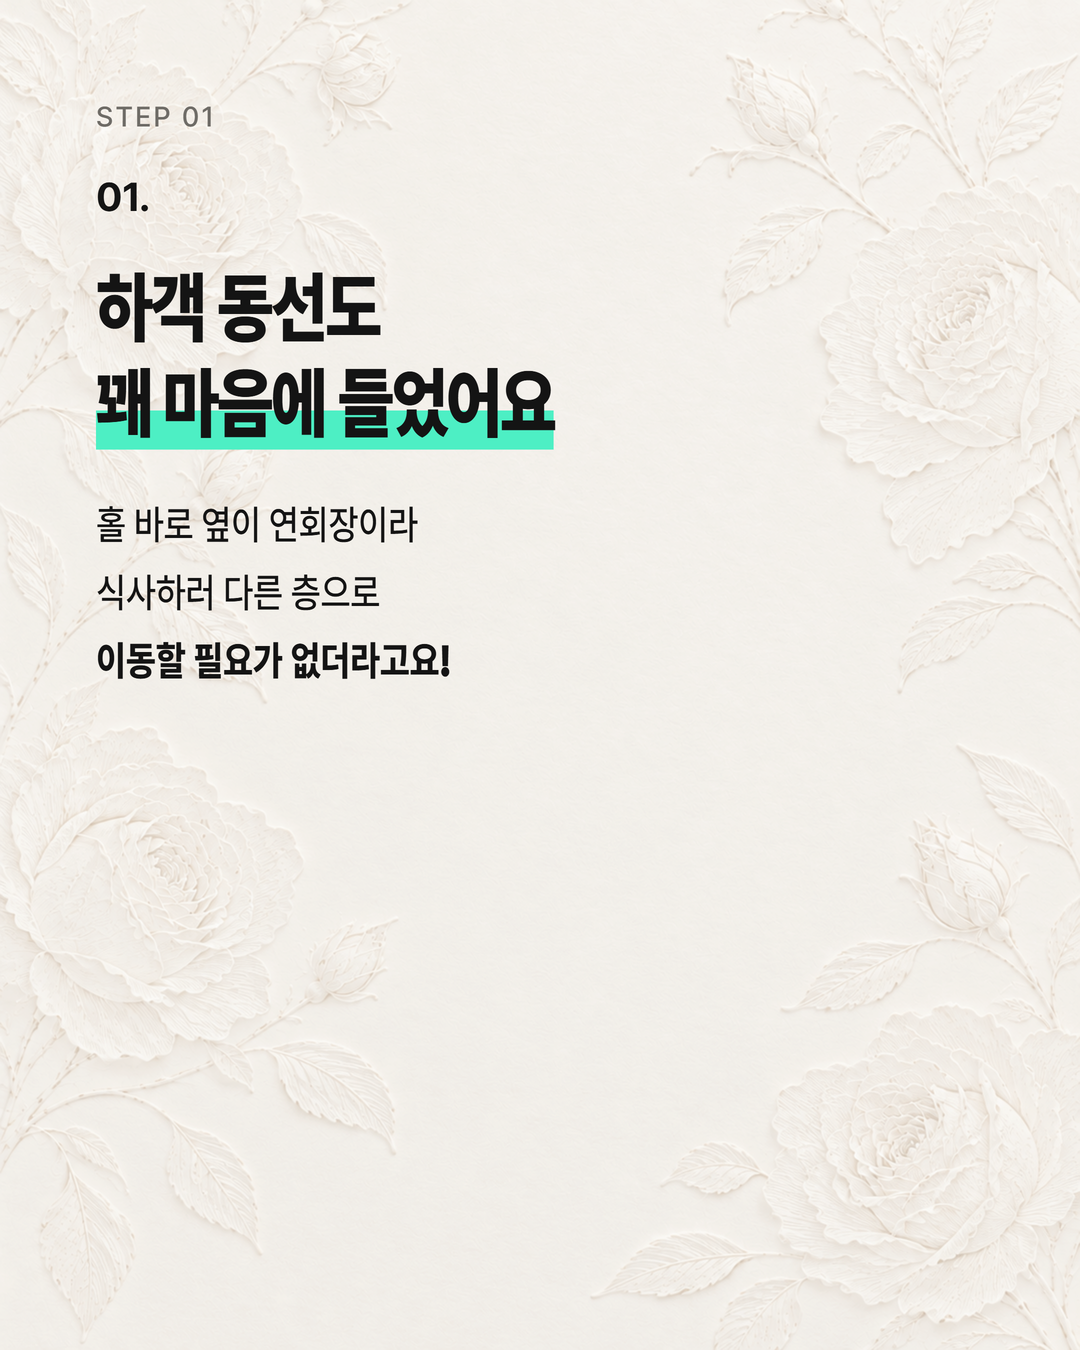 STEP 01
01.
하객 동선도
꽤 마음에 들었어요
홀 바로 옆이 연회장이라
식사하러 다른 층으로
이동할 필요가 없더라고요!